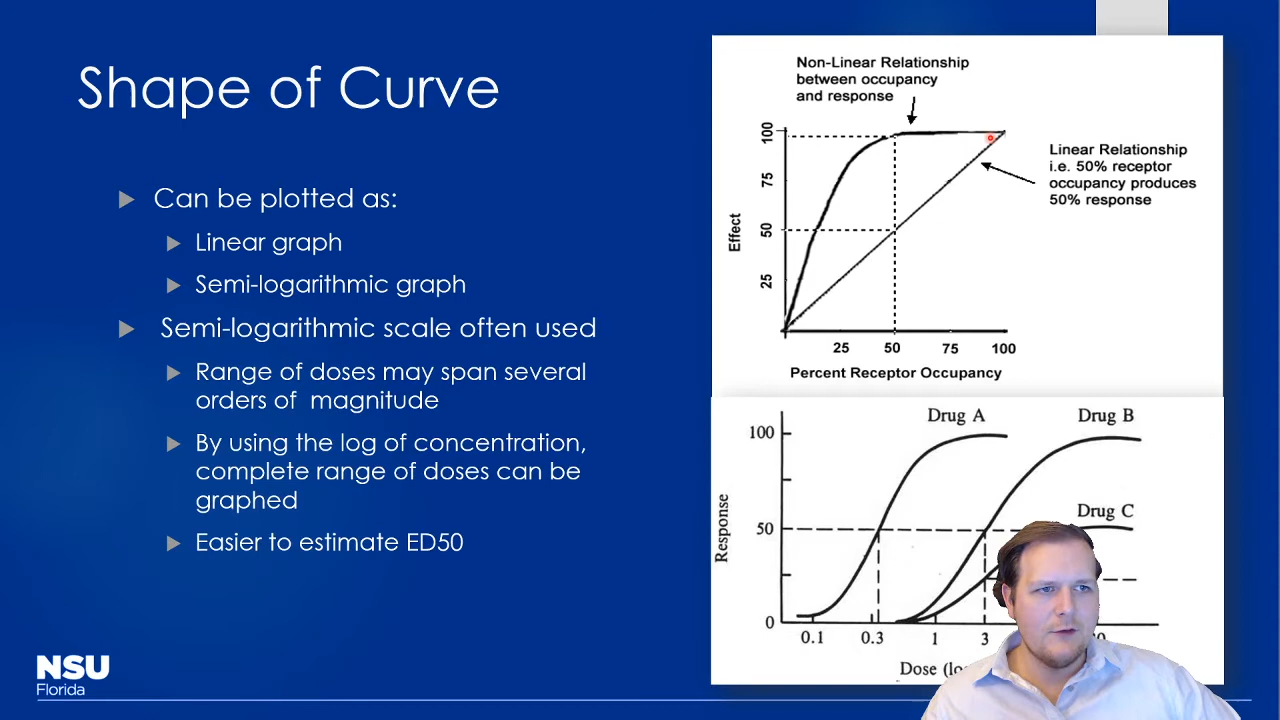 Shape of Curve
Can be plotted as:
Linear graph
Semi-logarithmic graph
Semi-logarithmic scale often used
Range of doses may span several
orders of magnitude
By using the log of concentration,
complete range of doses can be
graphed
Easier to estimate ED50
NSU
Florida
Non-Linear Relationship
between occupancy
and response
Linear Relationship
i.e. 50% receptor
occupancy produces
50% response
Effect
100
75
50
25
25 50 75 100
Percent Receptor Occupancy
Drug A Drug B
Drug C
Response
100
50
0
0.1 0.3 1 3
Dose